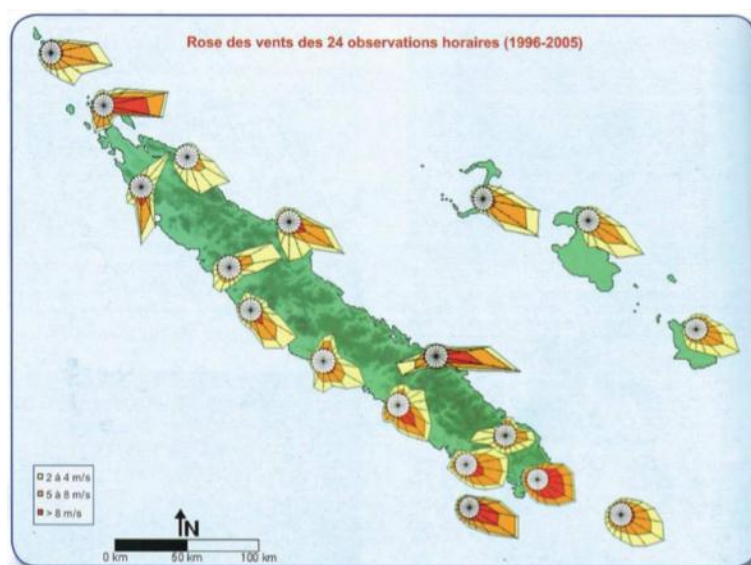 Rose des vents des 24 observations horaires (1996-2005)
2 à 4 m/s
5 à 8 m/s
> 8 m/s
N
0 km 50 km 100 km